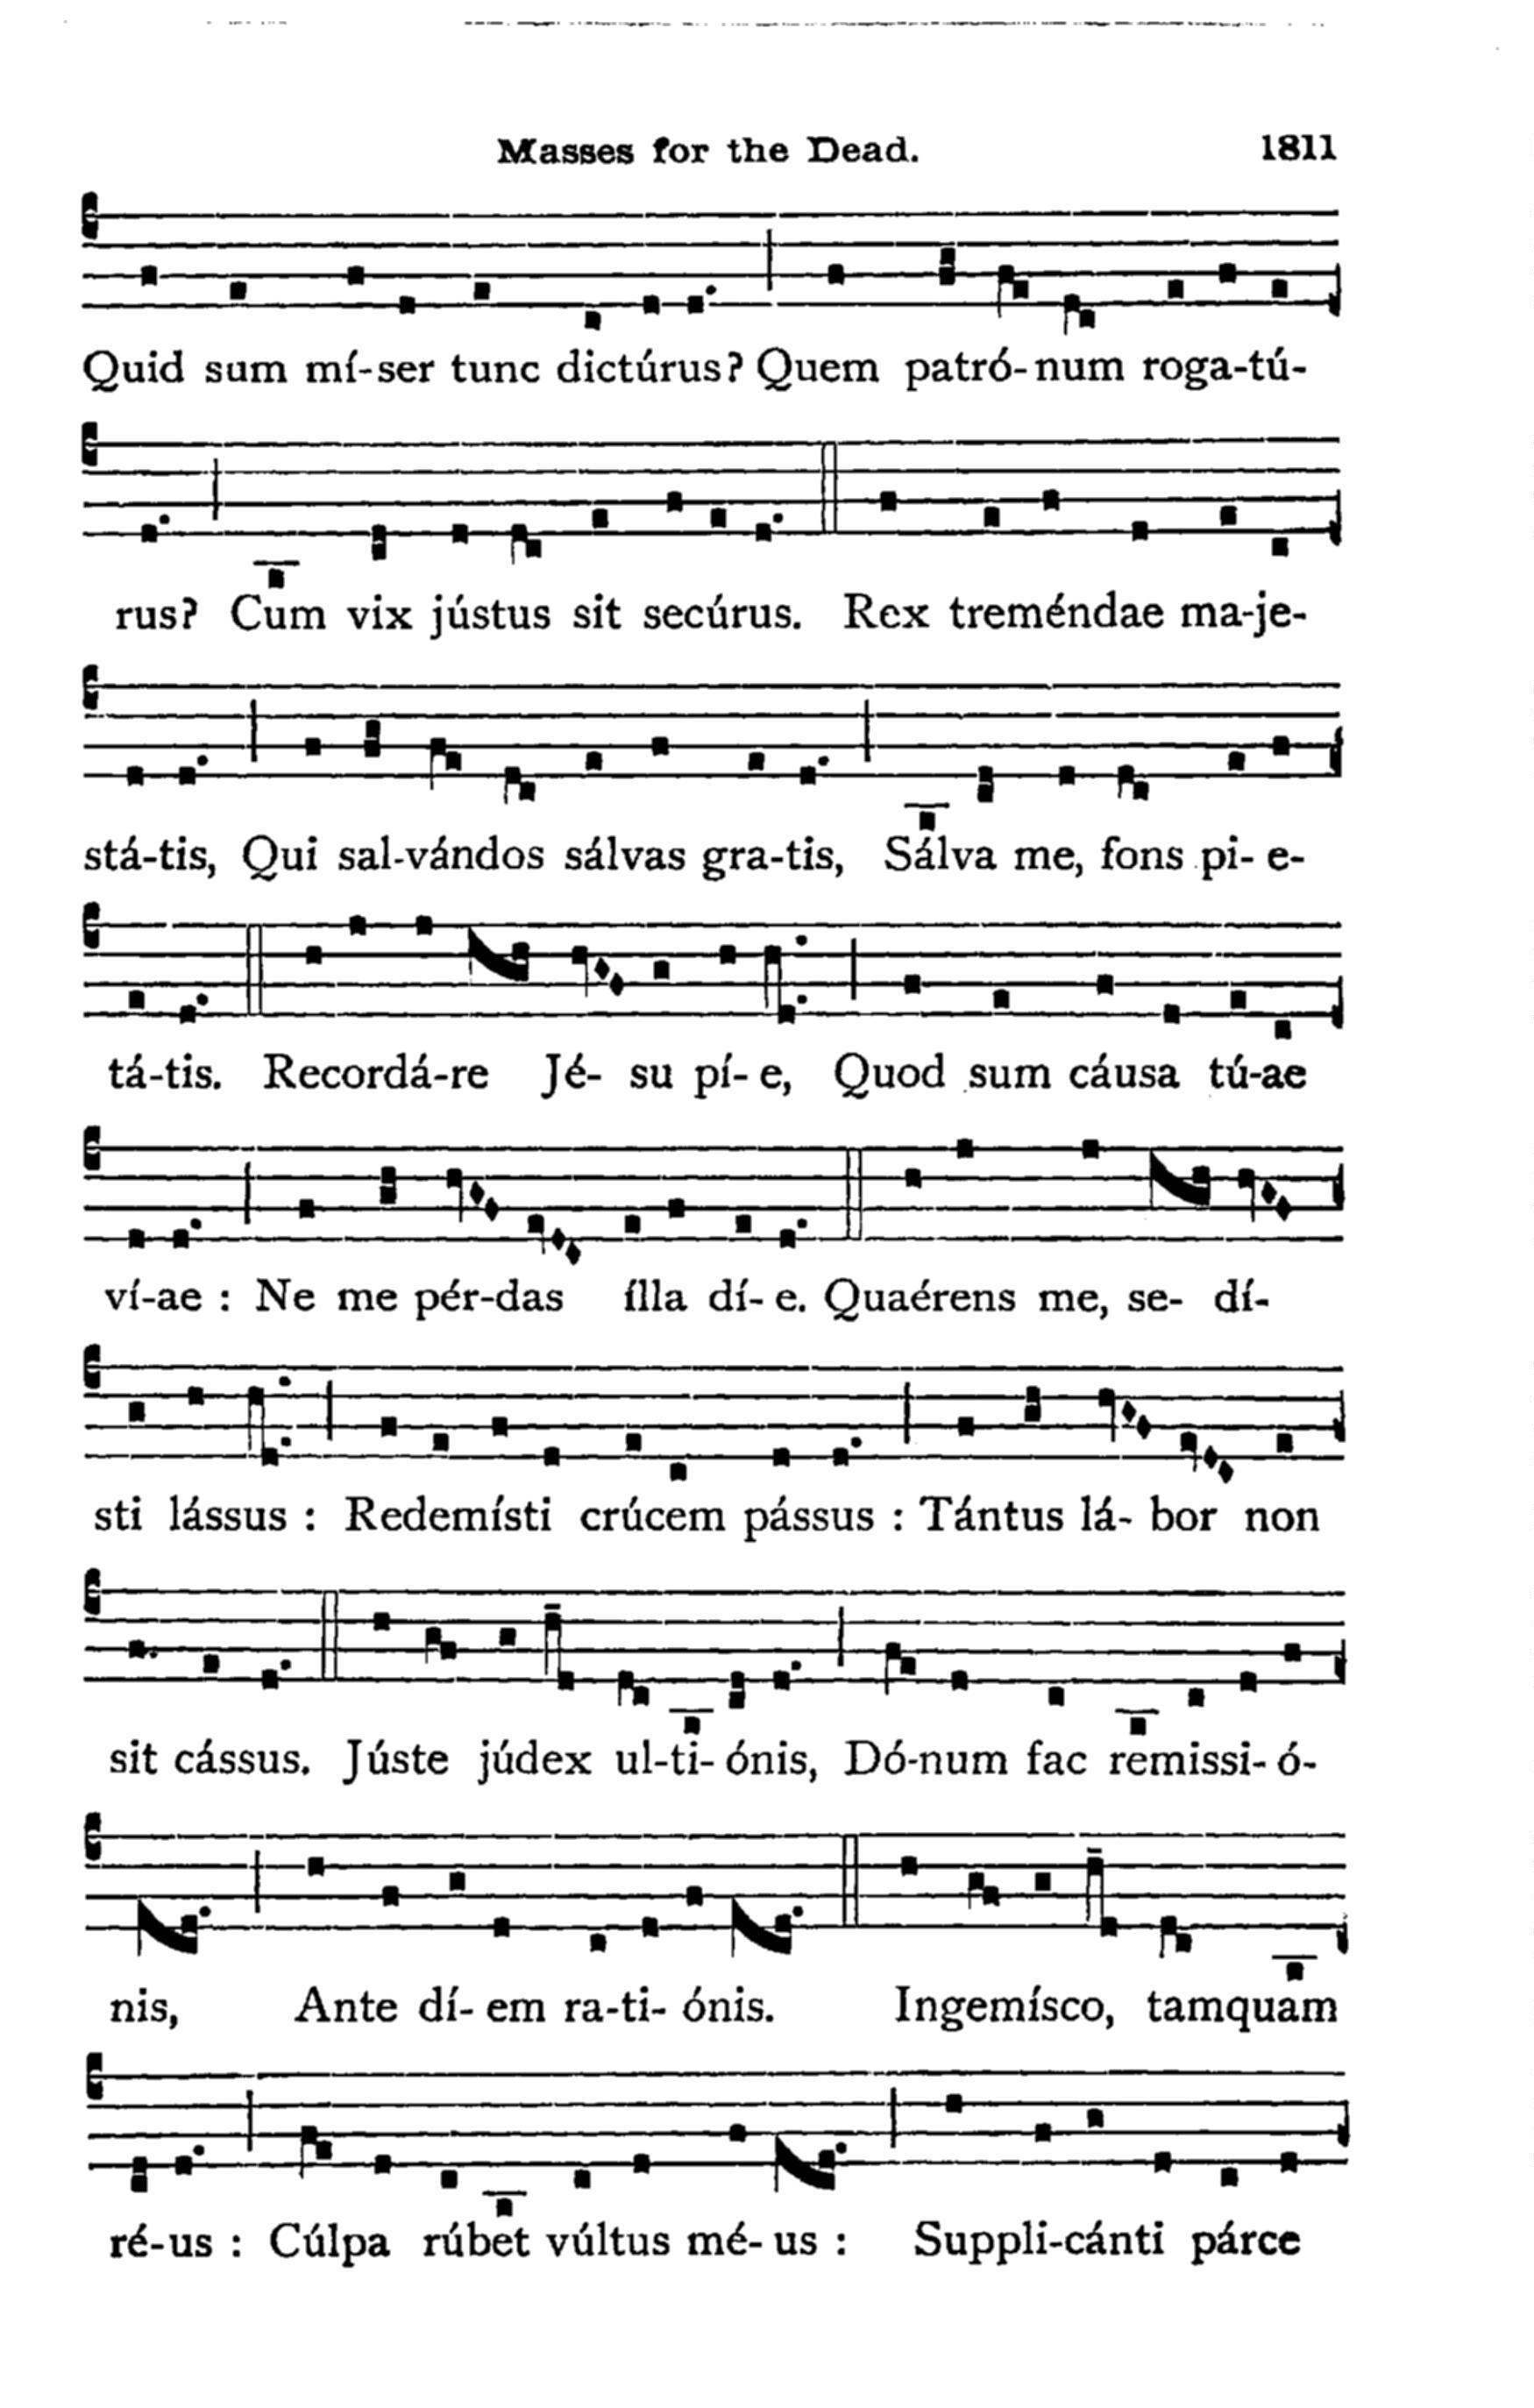 Masses for the Dead. 1811
Quid sum mí-ser tunc dictúrus? Quem patró-num roga-tú-
rus? Cum vix jústus sit secúrus. Rex treméndae ma-je-
stá-tis, Qui sal-vándos sálvas gra-tis, Sálva me, fons pi- e-
tá-tis. Recordá-re Jé- su pí- e, Quod sum cáusa tú-ae
ví-ae : Ne me pér-das ílla dí- e. Quaérens me, se- dí-
sti lássus : Redemísti crúcem pássus : Tántus lá- bor non
sit cássus. Júste júdex ul-ti- ónis, Dó-num fac remissi- ó-
nis, Ante dí- em ra-ti- ónis. Ingemísco, tamquam
ré-us : Cúlpa rúbet vúltus mé- us : Suppli-cánti párce